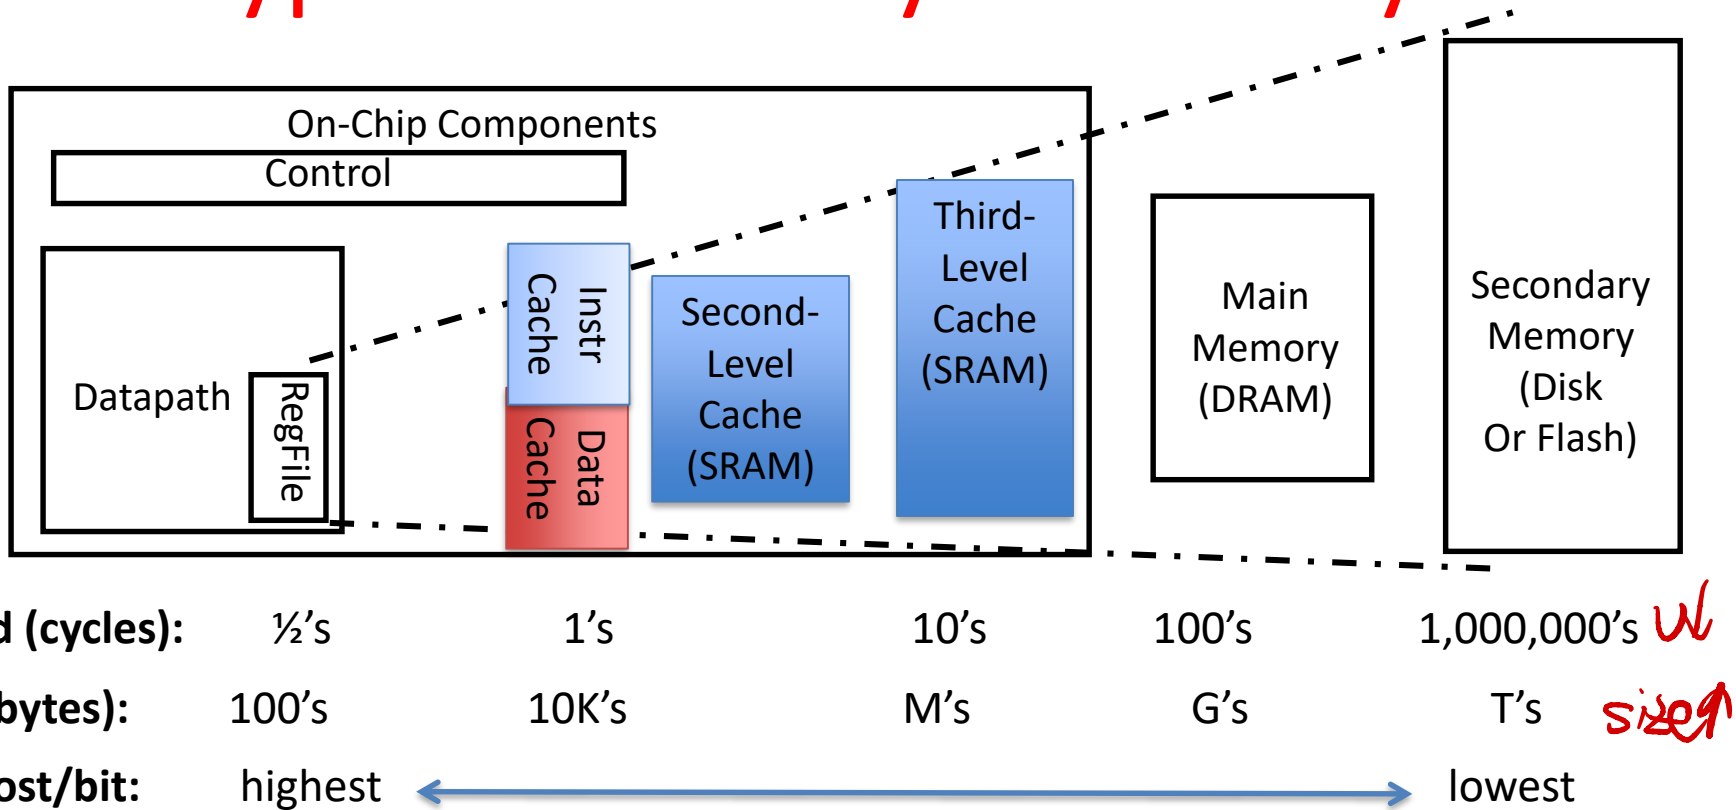 On-Chip Components
Control
Datapath
RegFile
Instr
Cache
Data
Cache
Second-
Level
Cache
(SRAM)
Third-
Level
Cache
(SRAM)
Main
Memory
(DRAM)
Secondary
Memory
(Disk
Or Flash)
(cycles): ½’s 1’s 10’s 100’s 1,000,000’s
bytes): 100’s 10K’s M’s G’s T’s size
ost/bit: highest lowest